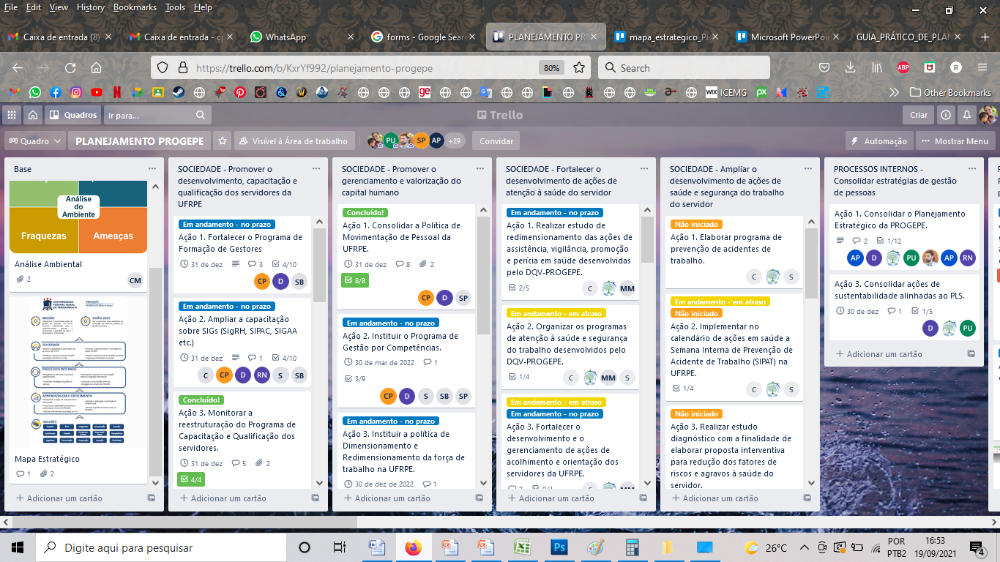 File Edit View History Bookmarks Tools Help
Caixa de entrada (8)
Caixa de entrada - cp
WhatsApp
forms - Google Sear
PLANEJAMENTO PRO
mapa_estrategico_P
Microsoft PowerPoin
GUIA_PRÁTICO_DE_PLAN
https://trello.com/b/KxrYf992/planejamento-progepe
80%
Search
ABP
R
ge
WIX ICEMG
px
Other Bookmarks
Quadros
Ir para...
Trello
Criar
Quadro
PLANEJAMENTO PROGEPE
Visível à Área de trabalho
PU
SP
AP
+29
Convidar
Automação
Mostrar Menu
Base
Análise
do
Ambiente
Fraquezas
Ameaças
Análise Ambiental
2
CM
UNIVERSIDADE
FEDERAL RURAL
DE PERNAMBUCO
PROGEPE
MISSÃO
VISÃO 2025
SOCIEDADE
PROCESSOS INTERNOS
APRENDIZAGEM E CRESCIMENTO
VALORES
Mapa Estratégico
1 2
+ Adicionar um cartão
SOCIEDADE - Promover o
desenvolvimento, capacitação e
qualificação dos servidores da
UFRPE
Em andamento - no prazo
Ação 1. Fortalecer o Programa de
Formação de Gestores
31 de dez 3 4/10
CP D SB
Em andamento - no prazo
Ação 2. Ampliar a capacitação
sobre SIGs (SigRH, SIPAC, SIGAA
etc.)
31 de dez 1 4/10
C CP D RN S SB
Concluído!
Ação 3. Monitorar a
reestruturação do Programa de
Capacitação e Qualificação dos
servidores.
31 de dez 5 2
4/4
+ Adicionar um cartão
SOCIEDADE - Promover o
gerenciamento e valorização do
capital humano
Concluído!
Ação 1. Consolidar a Política de
Movimentação de Pessoal da
UFRPE.
31 de dez 8 2
8/8
CP D SP
Em andamento - no prazo
Ação 2. Instituir o Programa de
Gestão por Competências.
30 de mar de 2022 1
3/9
CP D S SB SP
Em andamento - no prazo
Ação 3. Instituir a política de
Dimensionamento e
Redimensionamento da força de
trabalho na UFRPE.
30 de dez de 2022 1
+ Adicionar um cartão
SOCIEDADE - Fortalecer o
desenvolvimento de ações de
atenção à saúde do servidor
Em andamento - no prazo
Ação 1. Realizar estudo de
redimensionamento das ações de
assistência, vigilância, promoção
e perícia em saúde desenvolvidas
pelo DQV-PROGEPE.
2/5
C MM
Em andamento - em atraso
Ação 2. Organizar os programas
de atenção à saúde e segurança
do trabalho desenvolvidos pelo
DQV-PROGEPE.
1/4
C MM S
Em andamento - em atraso
Em andamento - no prazo
Ação 3. Fortalecer o
desenvolvimento e o
gerenciamento de ações de
acolhimento e orientação dos
servidores da UFRPE.
C MM
+ Adicionar um cartão
SOCIEDADE - Ampliar o
desenvolvimento de ações de
saúde e segurança do trabalho
do servidor
Não iniciado
Ação 1. Elaborar programa de
prevenção de acidentes de
trabalho.
C S
Em andamento - em atraso
Não iniciado
Ação 2. Implementar no
calendário de ações em saúde a
Semana Interna de Prevenção de
Acidente de Trabalho (SIPAT) na
UFRPE.
1/4
C S
Não iniciado
Ação 3. Realizar estudo
diagnóstico com a finalidade de
elaborar proposta interventiva
para redução dos fatores de
riscos e agravos à saúde do
servidor.
+ Adicionar um cartão
PROCESSOS INTERNOS -
Consolidar estratégias de gestão
de pessoas
Ação 1. Consolidar o Planejamento
Estratégico da PROGEPE.
2 1/12
AP D PU AP RN
Ação 3. Consolidar ações de
sustentabilidade alinhadas ao PLS.
30 de dez 1 1/5
D PU
+ Adicionar um cartão
Digite aqui para pesquisar
26°C
POR
PTB2
16:53
19/09/2021
4